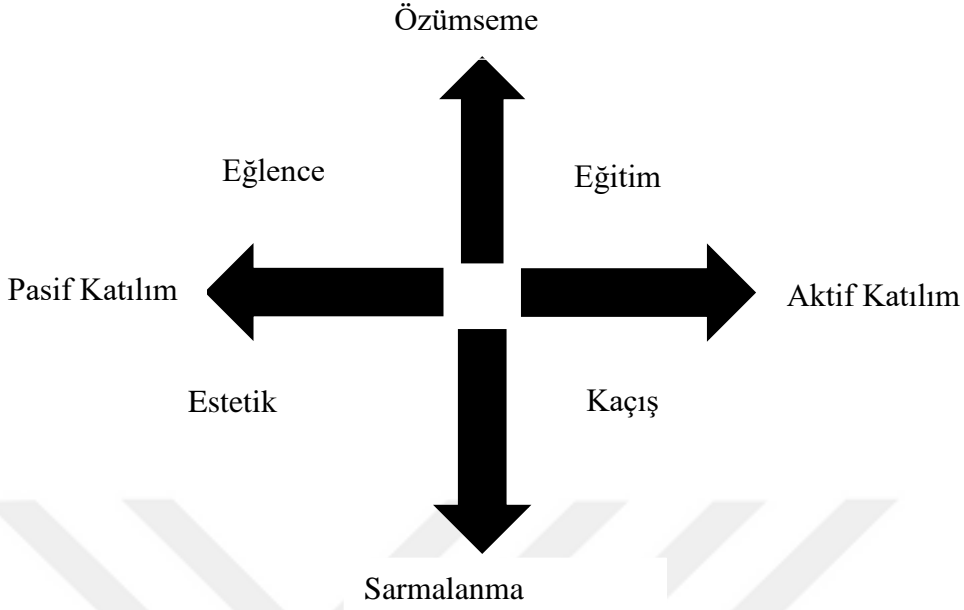 Özümseme
Eğlence
Eğitim
Pasif Katılım
Aktif Katılım
Estetik
Kaçış
Sarmalanma